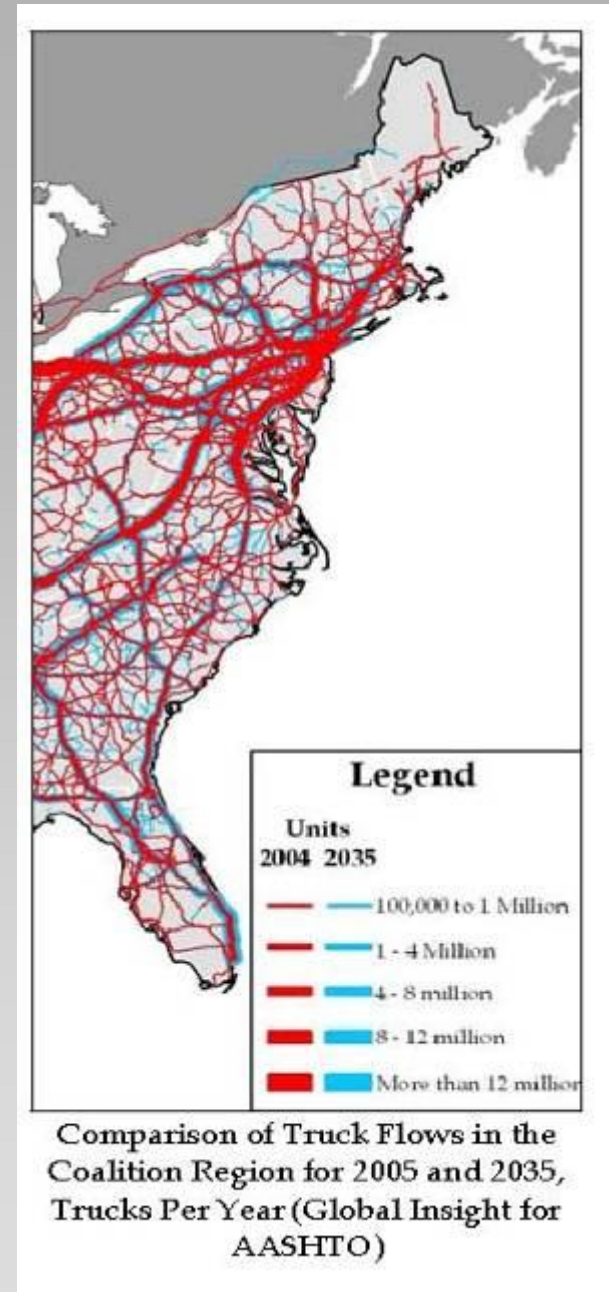 Legend
Units
2004 2035
100,000 to 1 Million
1 - 4 Million
4 - 8 million
8 - 12 million
More than 12 million
Comparison of Truck Flows in the
Coalition Region for 2005 and 2035,
Trucks Per Year (Global Insight for
AASHTO)